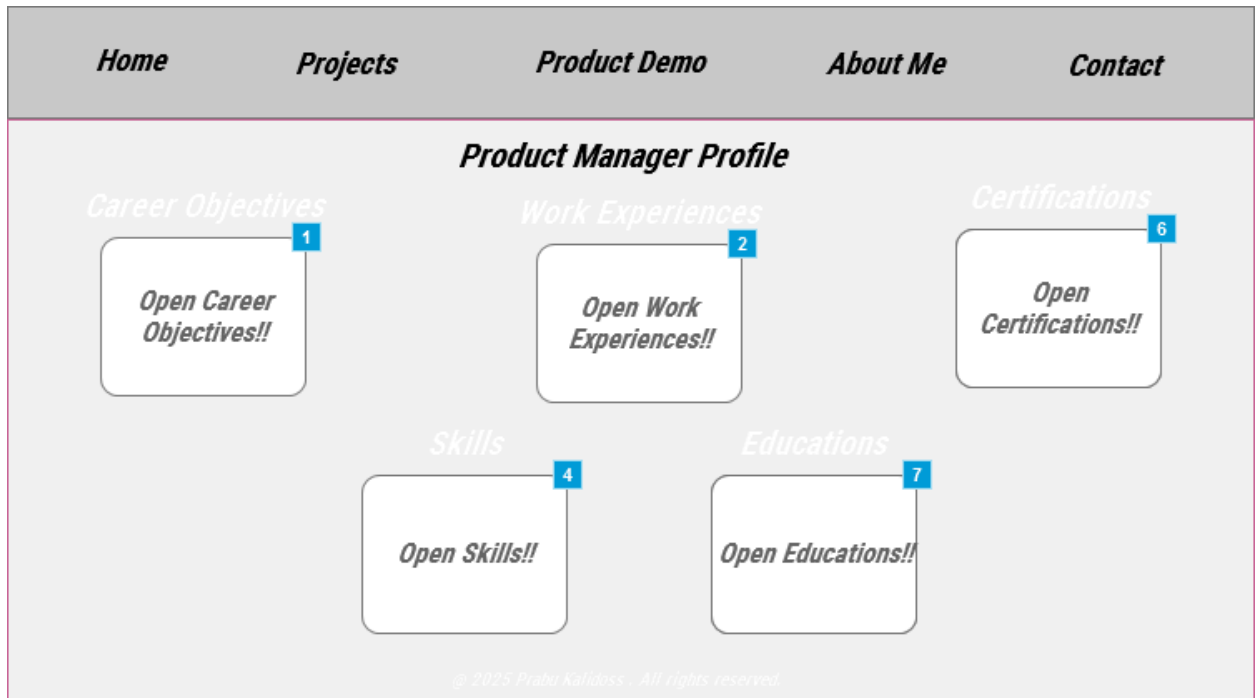 Home Projects Product Demo About Me Contact
Product Manager Profile
Career Objectives
1
Open Career
Objectives!!
Work Experiences
2
Open Work
Experiences!!
Certifications
6
Open
Certifications!!
Skills
4
Open Skills!!
Educations
7
Open Educations!!
@ 2025 Prabu Kalidoss . All rights reserved.